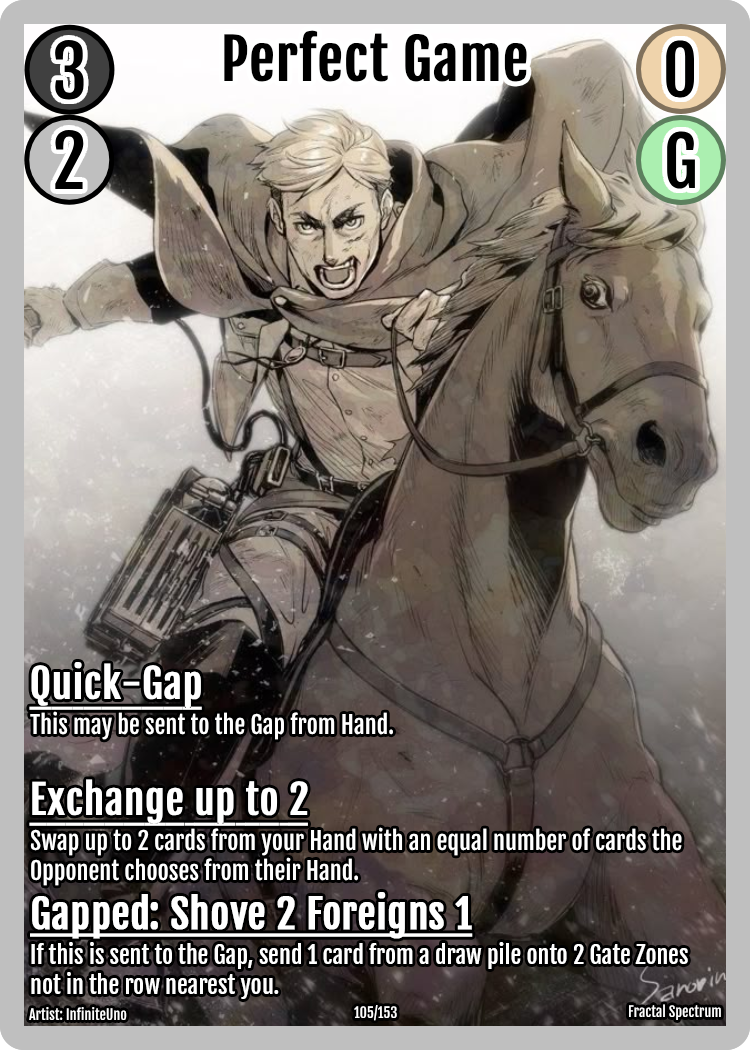 3
Perfect Game
0
2
G
Quick-Gap
This may be sent to the Gap from Hand.
Exchange up to 2
Swap up to 2 cards from your Hand with an equal number of cards the
Opponent chooses from their Hand.
Gapped: Shove 2 Foreigns 1
If this is sent to the Gap, send 1 card from a draw pile onto 2 Gate Zones
not in the row nearest you.
Sanorin
Artist: InfiniteUno
105/153
Fractal Spectrum